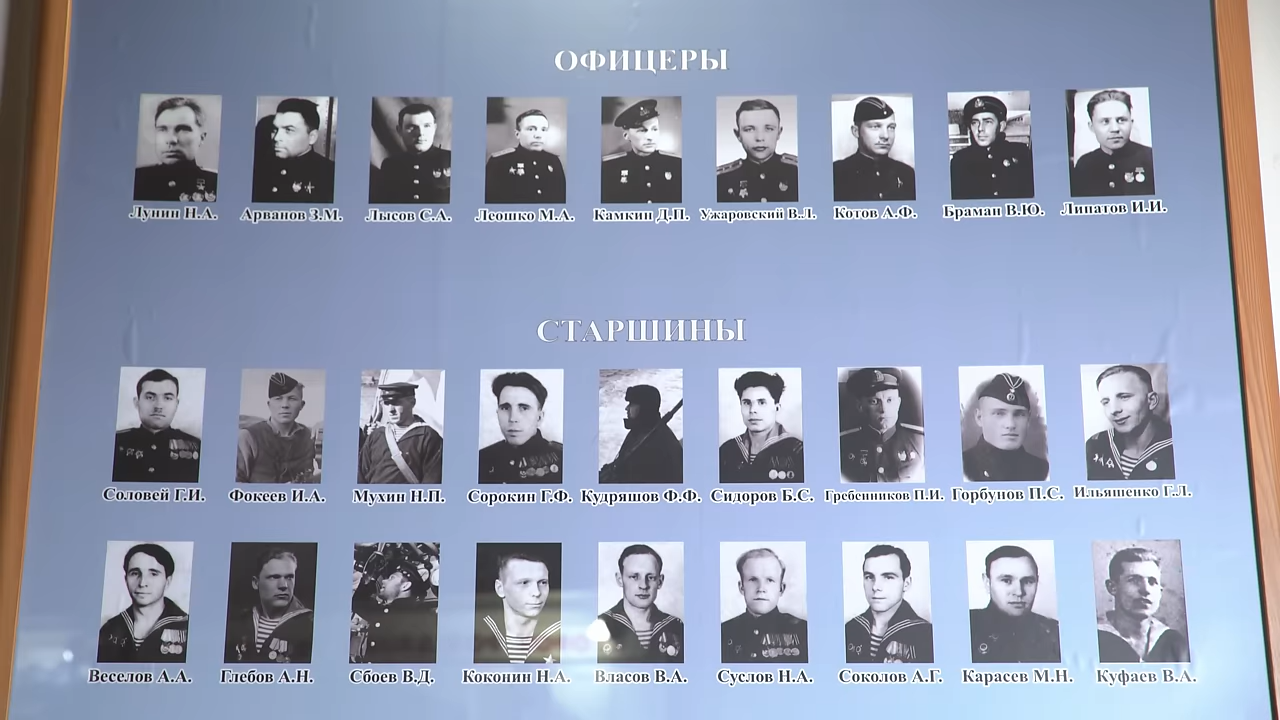 ОФИЦЕРЫ
Лунин Н.А. Арванов З.М. Лысов С.А. Леошко М.А. Камкин Д.П. Ужаровский В.Л. Котов А.Ф. Браман В.Ю. Липатов И.И.
СТАРШИНЫ
Соловей Г.И. Фокеев И.А. Мухин Н.П. Сорокин Г.Ф. Кудряшов Ф.Ф. Сидоров Б.С. Гребенников П.И. Горбунов П.С. Ильяшенко Г.Л.
Веселов А.А. Глебов А.Н. Сбоев В.Д. Коконин Н.А. Власов В.А. Суслов Н.А. Соколов А.Г. Карасев М.Н. Куфаев В.А.